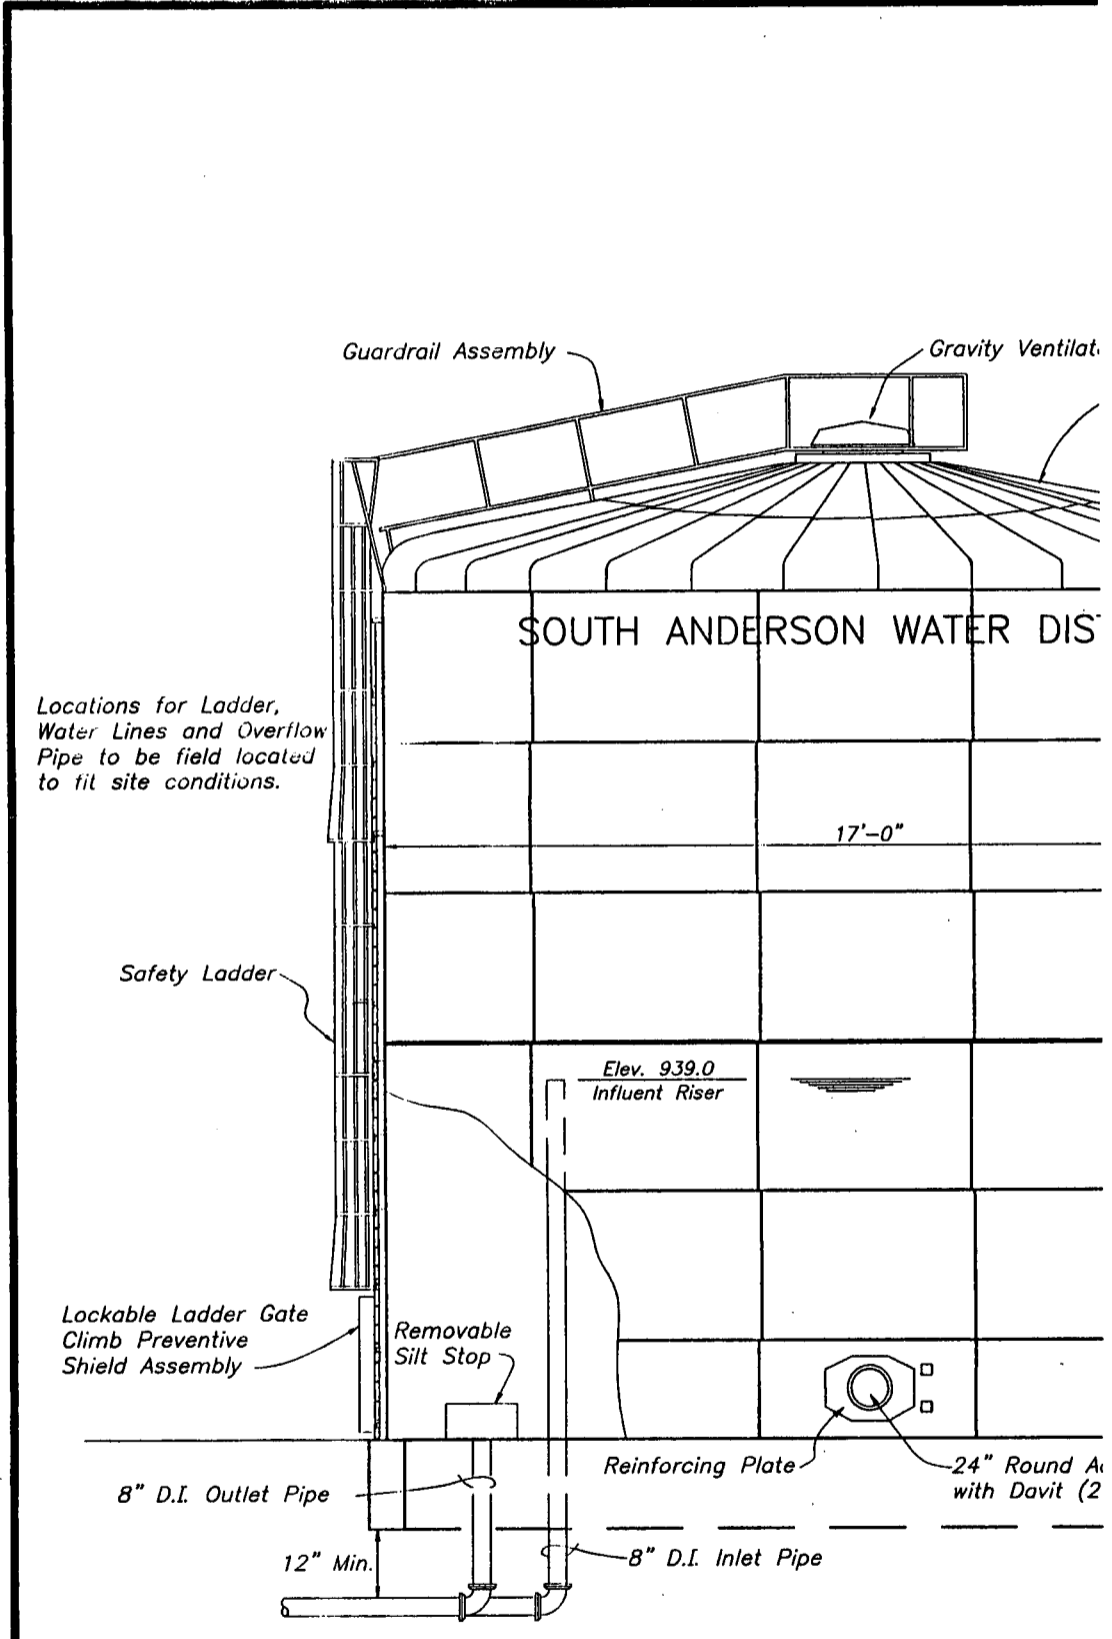 Guardrail Assembly
Gravity Ventilat
SOUTH ANDERSON WATER DIS
Locations for Ladder,
Water Lines and Overflow
Pipe to be field located
to fit site conditions.
17'-0"
Safety Ladder
Elev. 939.0
Influent Riser
Lockable Ladder Gate
Climb Preventive
Shield Assembly
Removable
Silt Stop
Reinforcing Plate
24" Round A
with Davit (2
8" D.I. Outlet Pipe
12" Min.
8" D.I. Inlet Pipe